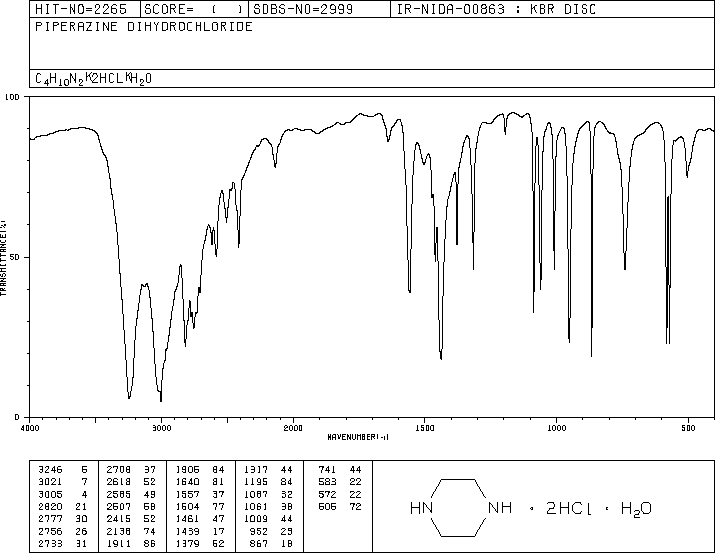 HIT-NO=2265 SCORE= ( ) SDBS-NO=2999 IR-NIDA-00863 : KBR DISC
PIPERAZINE DIHYDROCHLORIDE
C4H10N2K2HCLKH2O
100
50
0
TRANSMITTANCE(%)
4000 3000 2000 1500 1000 500
WAVENUMBER(-1)
3246 6 2708 37 1906 84 1317 44 741 44
3021 7 2618 52 1640 81 1195 84 583 22
3005 4 2585 49 1557 37 1087 32 572 22
2820 21 2507 58 1504 77 1061 38 506 72
2777 30 2415 52 1461 47 1009 44
2756 26 2138 74 1439 17 952 23
2733 31 1911 86 1379 52 867 18
HN NH · 2HCl · H2O